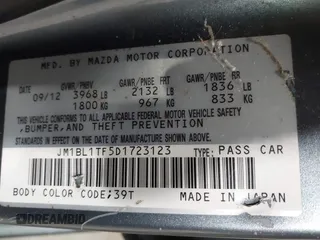 MFD. BY MAZDA MOTOR CORPORATION
DATE GVWR/PNBV GAWR/PNBE FRT GAWR/PNBE RR
09/12 3968 LB 2132 LB 1836 LB
1800 KG 967 KG 833 KG
THIS VEHICLE CONFORMS TO ALL APPLICABLE
FEDERAL MOTOR VEHICLE SAFETY
, BUMPER, AND THEFT PREVENTION
STANDARDS IN EFFECT ON
THE DATE OF MANUFACTURE SHOWN ABOVE.
JM1BL1TF5D1723123 TYPE: PASS CAR
BODY COLOR CODE;39T MADE IN JAPAN
DREAMBID